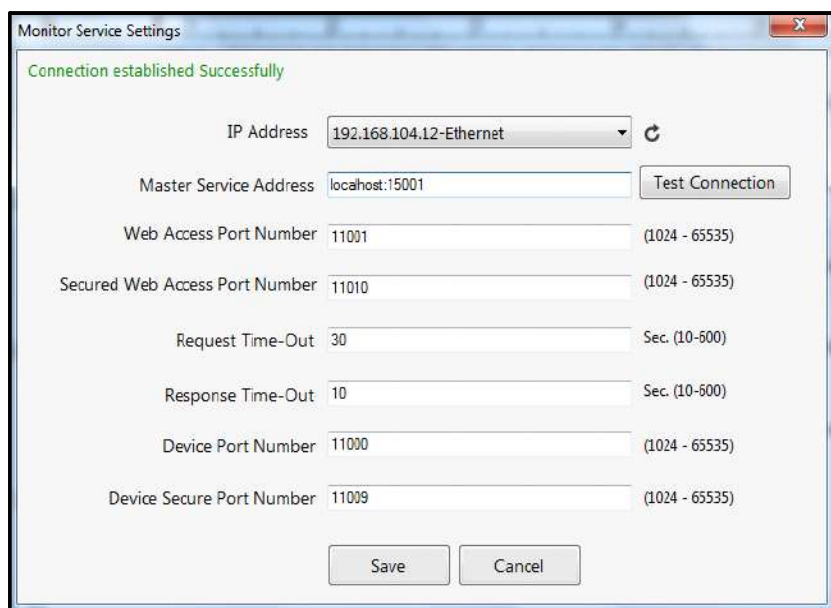 Monitor Service Settings
Connection established Successfully
IP Address 192.168.104.12-Ethernet
Master Service Address localhost:15001 Test Connection
Web Access Port Number 11001 (1024 - 65535)
Secured Web Access Port Number 11010 (1024 - 65535)
Request Time-Out 30 Sec. (10-600)
Response Time-Out 10 Sec. (10-600)
Device Port Number 11000 (1024 - 65535)
Device Secure Port Number 11009 (1024 - 65535)
Save Cancel